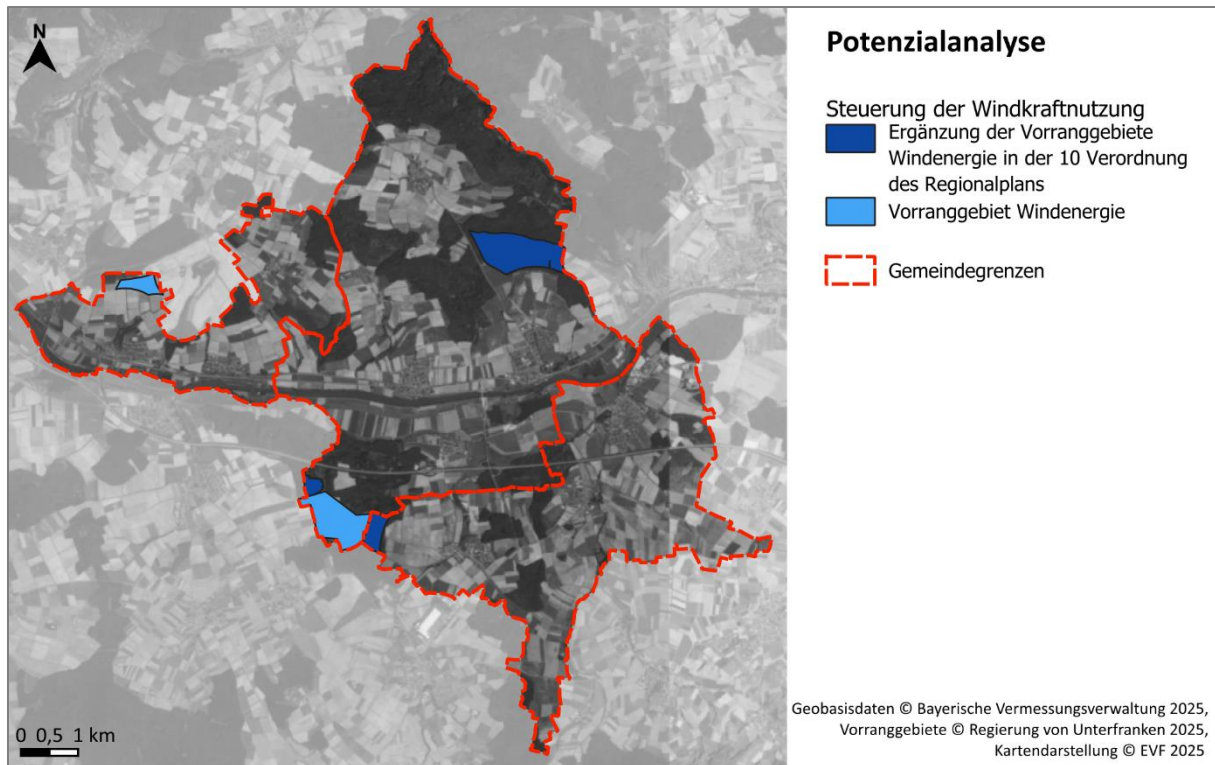 N
Potenzialanalyse
Steuerung der Windkraftnutzung
Ergänzung der Vorranggebiete
Windenergie in der 10 Verordnung
des Regionalplans
Vorranggebiet Windenergie
Gemeindegrenzen
0 0,5 1 km
Geobasisdaten © Bayerische Vermessungsverwaltung 2025,
Vorranggebiete © Regierung von Unterfranken 2025,
Kartendarstellung © EVF 2025